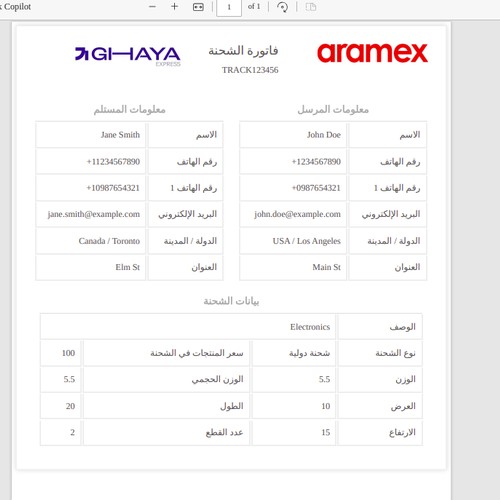 Copilot
1 of 1
aramex
فاتورة الشحنة
GIHAYA
EXPRESS
TRACK123456
معلومات المرسل
الاسم John Doe
رقم الهاتف +1234567890
رقم الهاتف 1 +0987654321
البريد الإلكتروني john.doe@example.com
الدولة / المدينة USA / Los Angeles
العنوان Main St
معلومات المستلم
الاسم Jane Smith
رقم الهاتف +11234567890
رقم الهاتف 1 +10987654321
البريد الإلكتروني jane.smith@example.com
الدولة / المدينة Canada / Toronto
العنوان Elm St
بيانات الشحنة
الوصف Electronics
نوع الشحنة شحنة دولية سعر المنتجات في الشحنة 100
الوزن 5.5 الوزن الحجمي 5.5
العرض 10 الطول 20
الارتفاع 15 عدد القطع 2